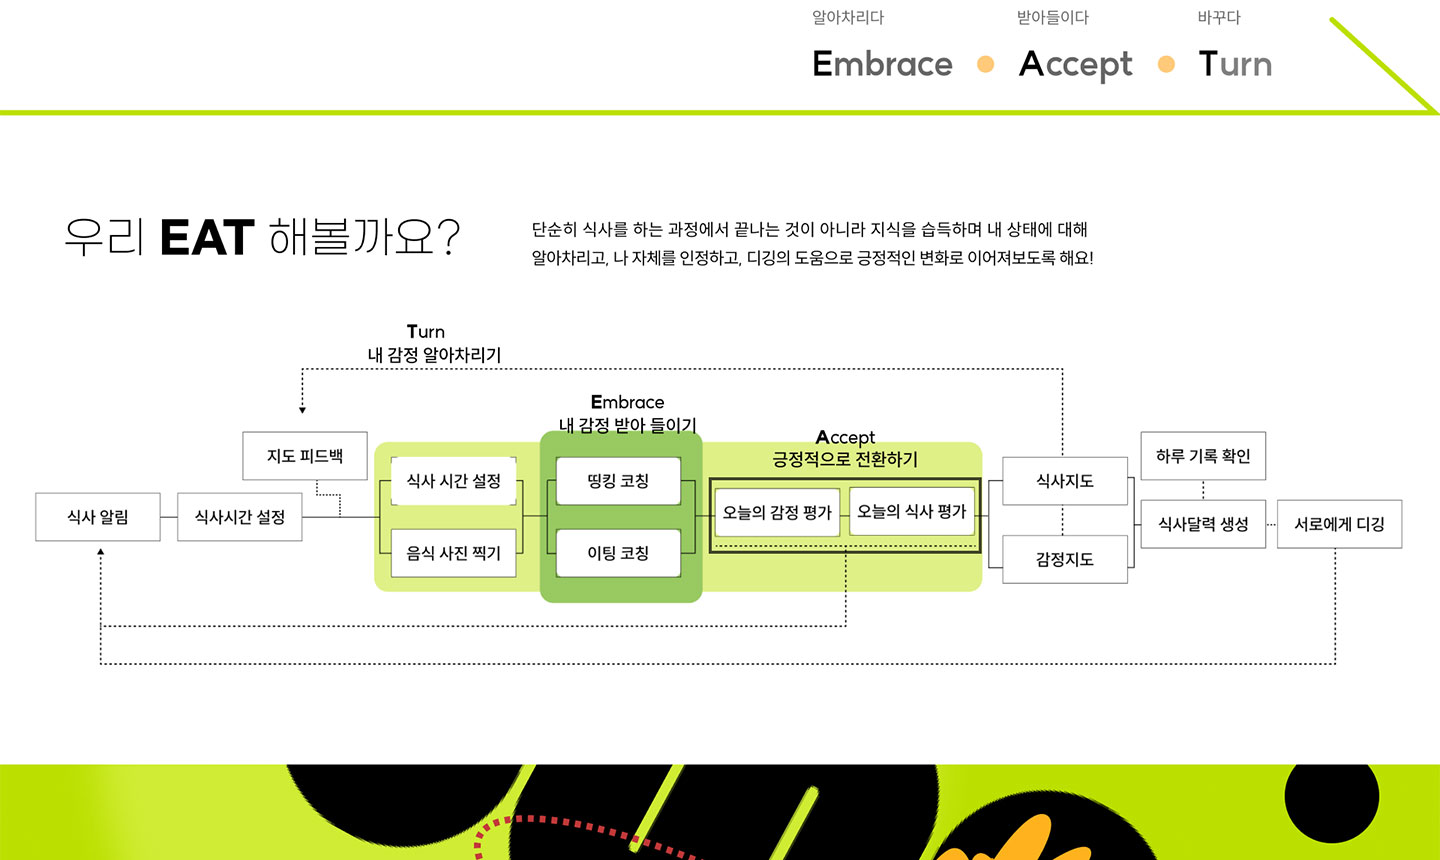 알아차리다 받아들이다 바꾸다
Embrace Accept Turn
우리 EAT 해볼까요?
단순히 식사를 하는 과정에서 끝나는 것이 아니라 지식을 습득하며 내 상태에 대해
알아차리고, 나 자체를 인정하고, 디깅의 도움으로 긍정적인 변화로 이어져보도록 해요!
Turn
내 감정 알아차리기
Embrace
내 감정 받아 들이기
Accept
긍정적으로 전환하기
지도 피드백
식사 알림
식사시간 설정
식사 시간 설정
음식 사진 찍기
띵킹 코칭
이팅 코칭
오늘의 감정 평가
오늘의 식사 평가
식사지도
감정지도
하루 기록 확인
식사달력 생성
서로에게 디깅